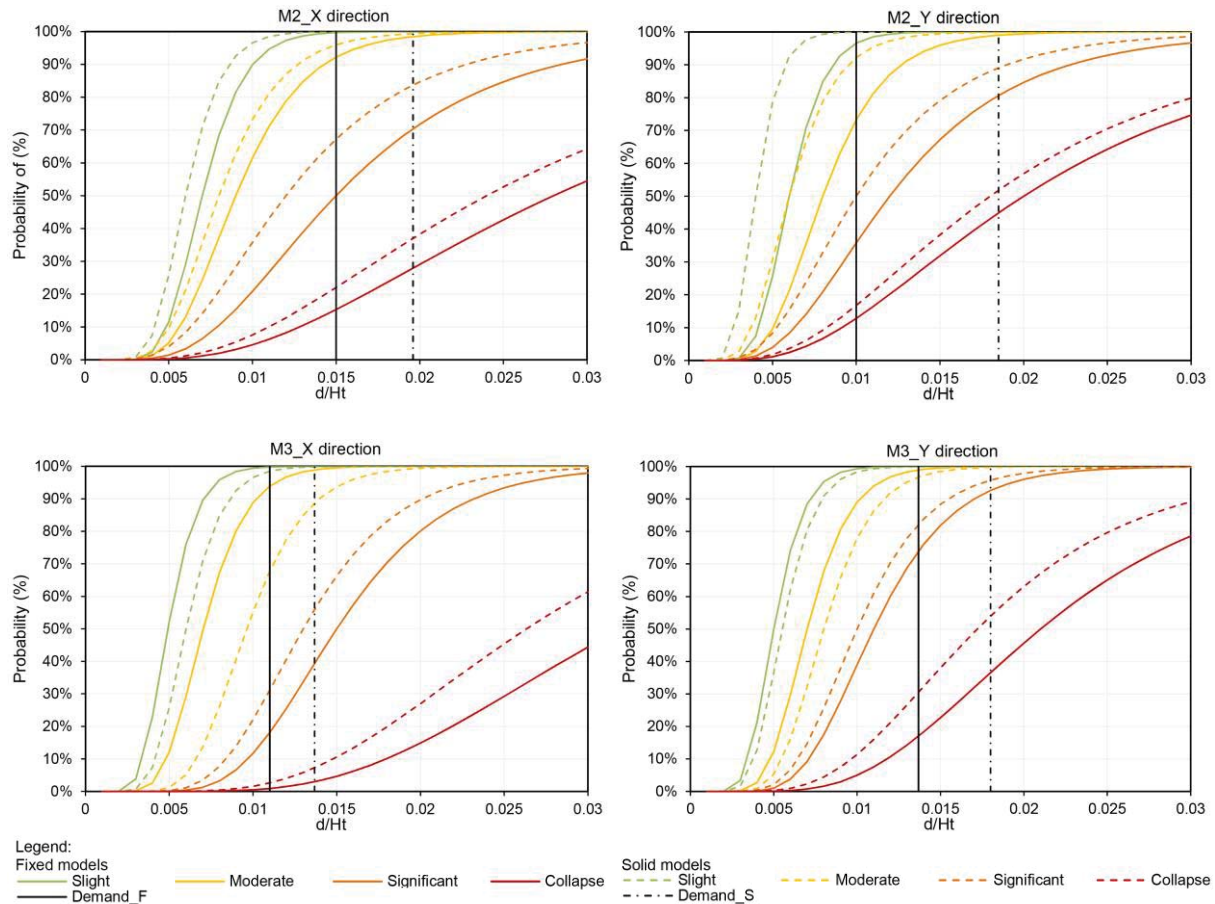 M2_X direction
100%
90%
80%
70%
60%
50%
40%
30%
20%
10%
0%
Probability of (%)
0 0.005 0.01 0.015 0.02 0.025 0.03
d/Ht
M2_Y direction
100%
90%
80%
70%
60%
50%
40%
30%
20%
10%
0%
Probability (%)
0 0.005 0.01 0.015 0.02 0.025 0.03
d/Ht
M3_X direction
100%
90%
80%
70%
60%
50%
40%
30%
20%
10%
0%
Probability (%)
0 0.005 0.01 0.015 0.02 0.025 0.03
d/Ht
M3_Y direction
100%
90%
80%
70%
60%
50%
40%
30%
20%
10%
0%
Probability (%)
0 0.005 0.01 0.015 0.02 0.025 0.03
d/Ht
Legend:
Fixed models
Slight Moderate Significant Collapse
Demand_F
Solid models
Slight Moderate Significant Collapse
Demand_S